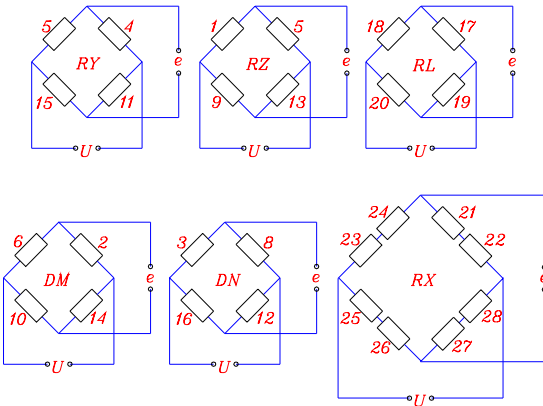 5 4 1 5 18 17
RY e RZ e RL e
15 11 9 13 20 19
U U U
6 2 3 8 24 21
23 22
DM e DN e RX e
10 14 16 12 25 28
26 27
U U U